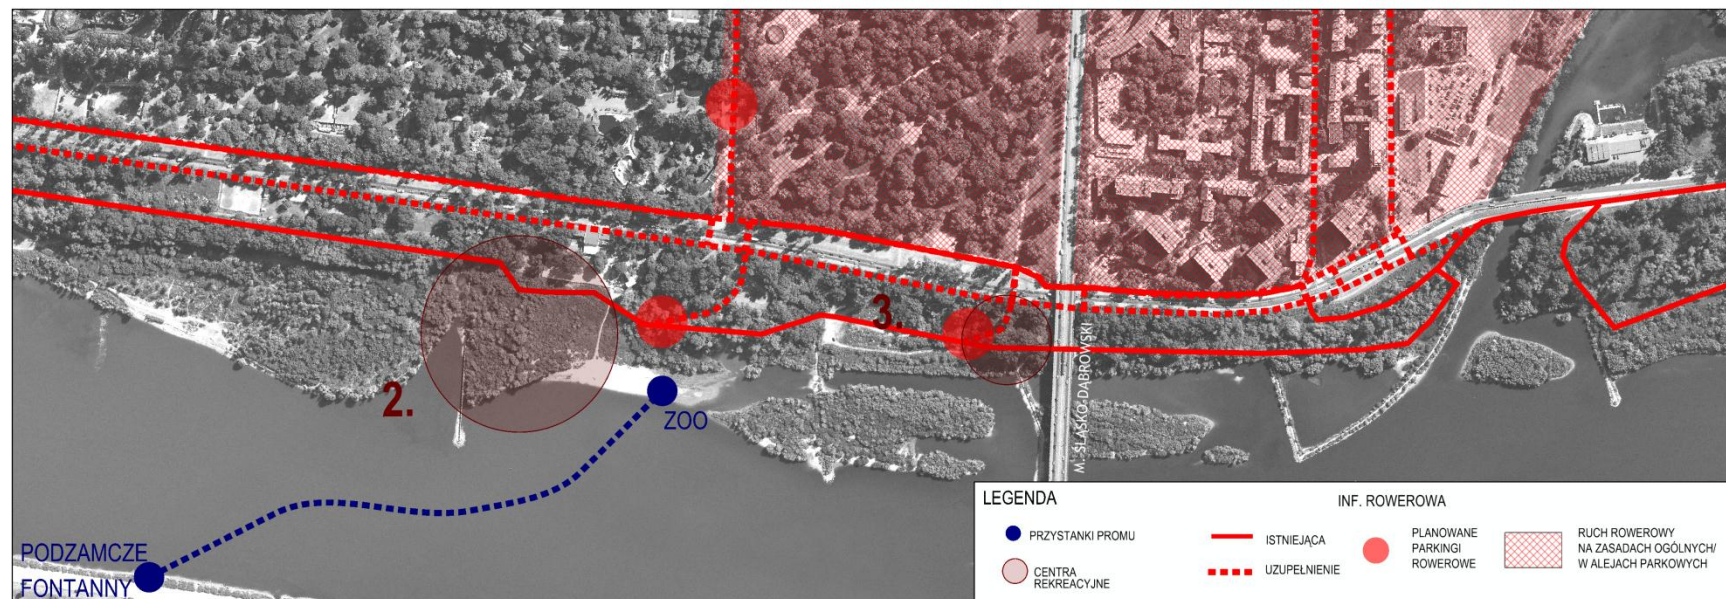 2.
3.
ZOO
M. ŚLĄSKO-DĄBROWSKI
PODZAMCZE
FONTANNY
LEGENDA
PRZYSTANKI PROMU
CENTRA
REKREACYJNE
INF. ROWEROWA
ISTNIEJĄCA
UZUPEŁNIENIE
PLANOWANE
PARKINGI
ROWEROWE
RUCH ROWEROWY
NA ZASADACH OGÓLNYCH/
W ALEJACH PARKOWYCH